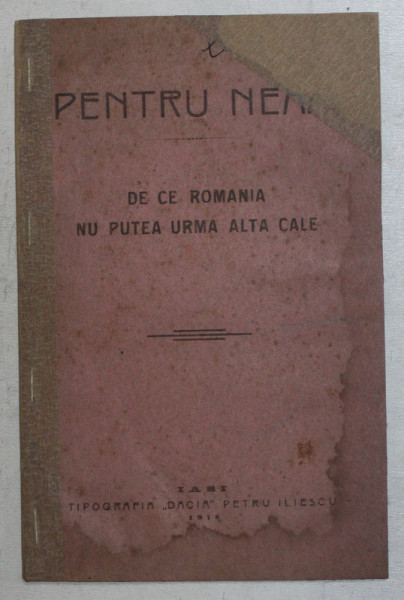 PENTRU NEA
DE CE ROMANIA
NU PUTEA URMA ALTA CALE
IASI
TIPOGRAFIA „DACIA” PETRU ILIESCU